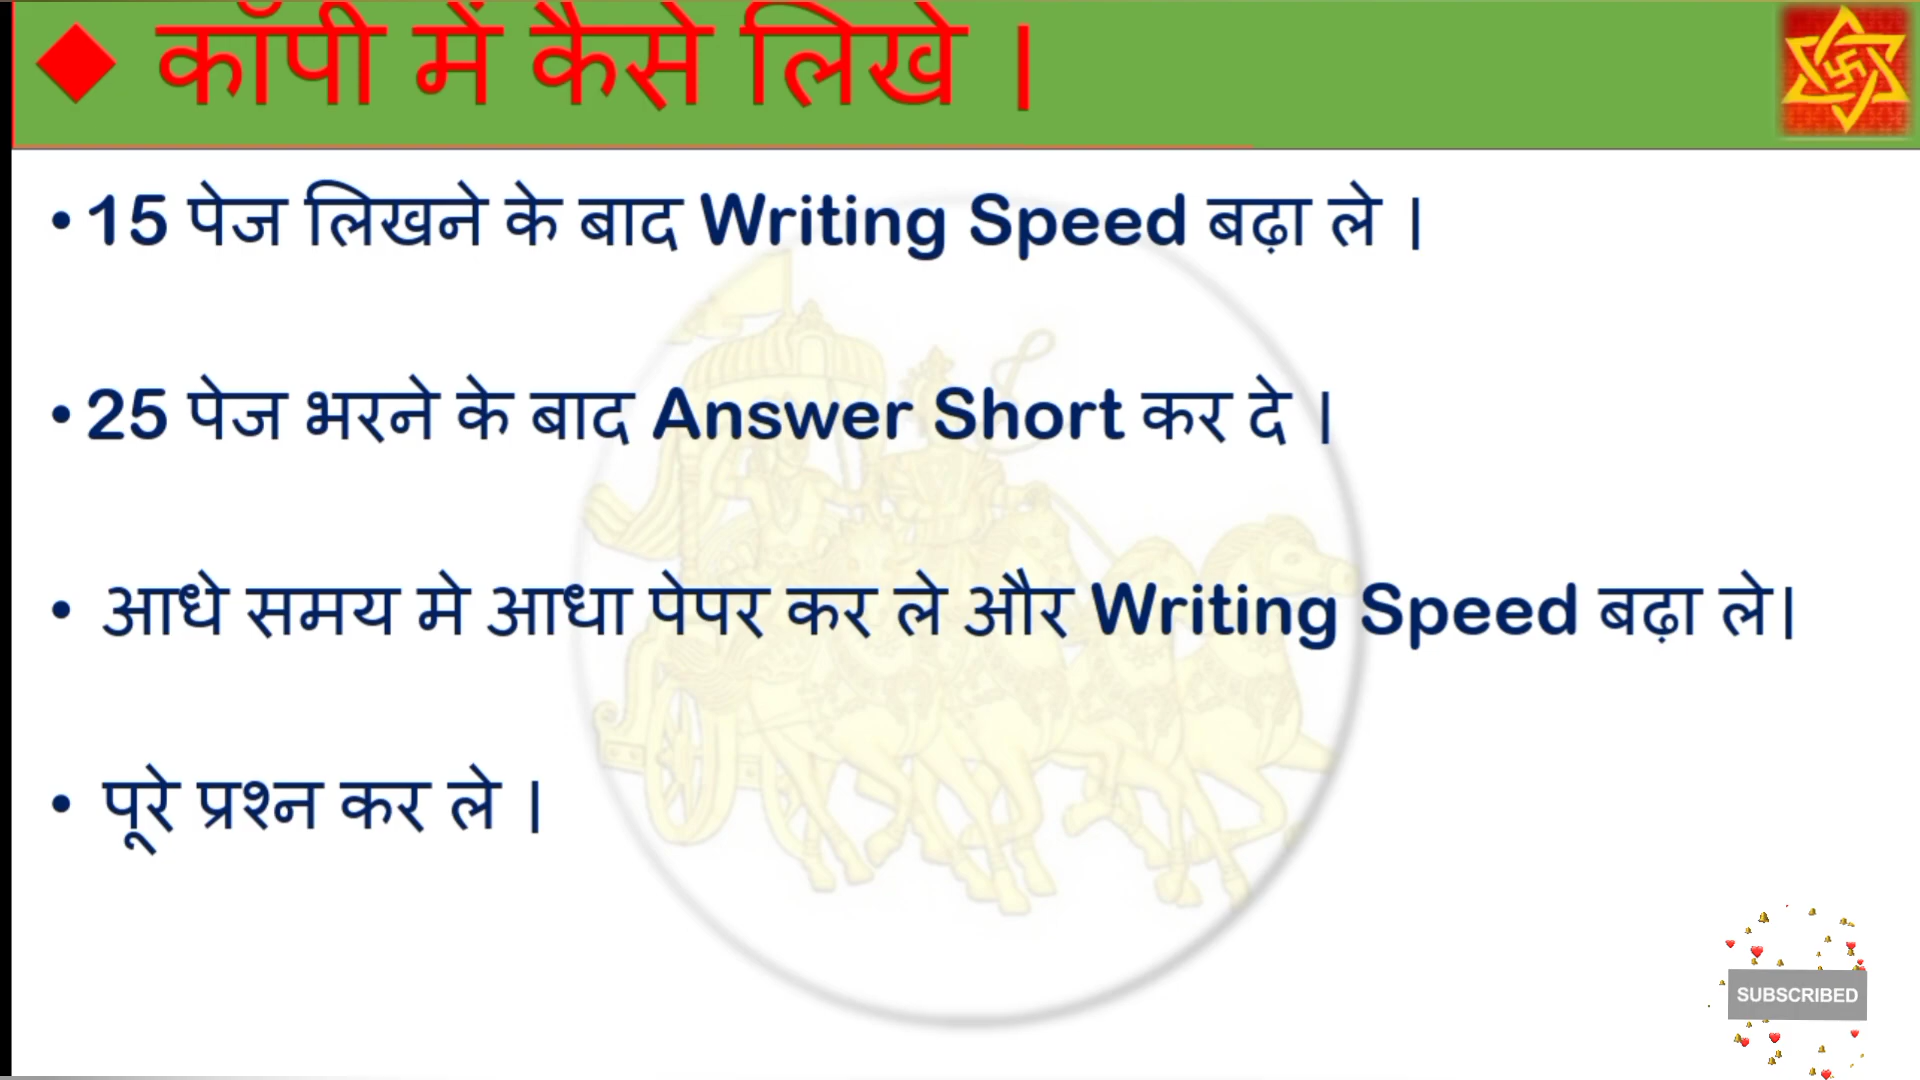 ◆ कॉपी में कैसे लिखे ।
• 15 पेज लिखने के बाद Writing Speed बढ़ा ले ।
• 25 पेज भरने के बाद Answer Short कर दे ।
• आधे समय मे आधा पेपर कर ले और Writing Speed बढ़ा ले।
• पूरे प्रश्न कर ले ।
SUBSCRIBED